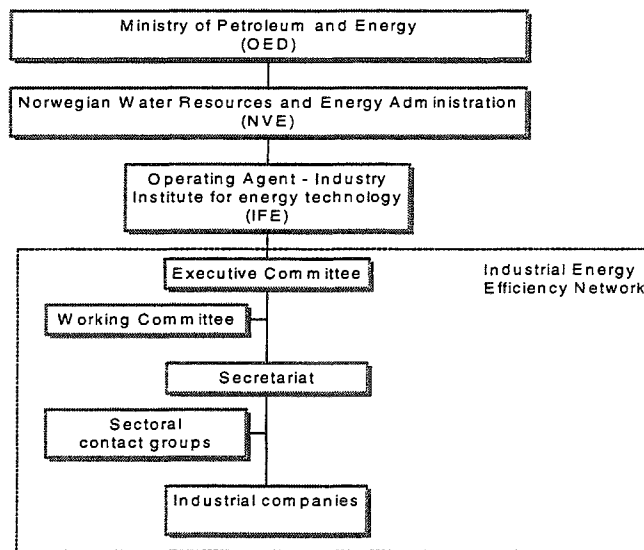 Ministry of Petroleum and Energy
(OED)
Norwegian Water Resources and Energy Administration
(NVE)
Operating Agent - Industry
Institute for energy technology
(IFE)
Executive Committee
Industrial Energy
Efficiency Network
Working Committee
Secretariat
Sectoral
contact groups
Industrial companies